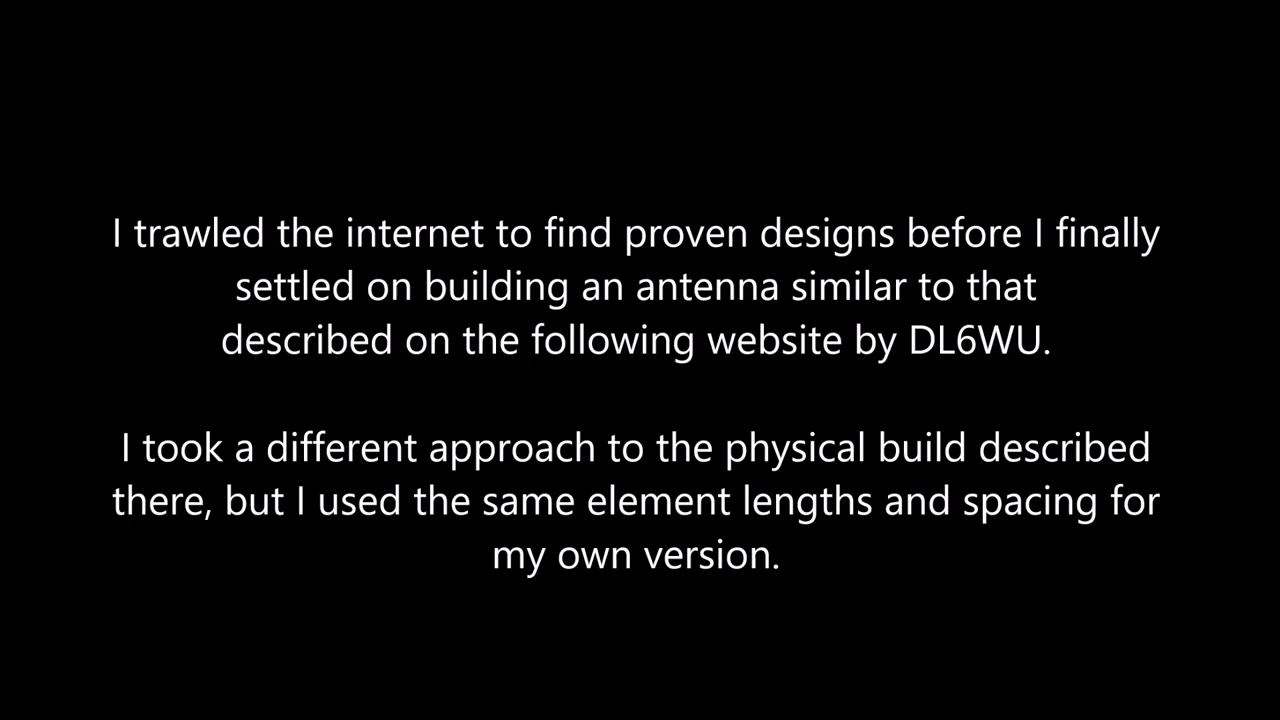 I trawled the internet to find proven designs before I finally
settled on building an antenna similar to that
described on the following website by DL6WU.
I took a different approach to the physical build described
there, but I used the same element lengths and spacing for
my own version.